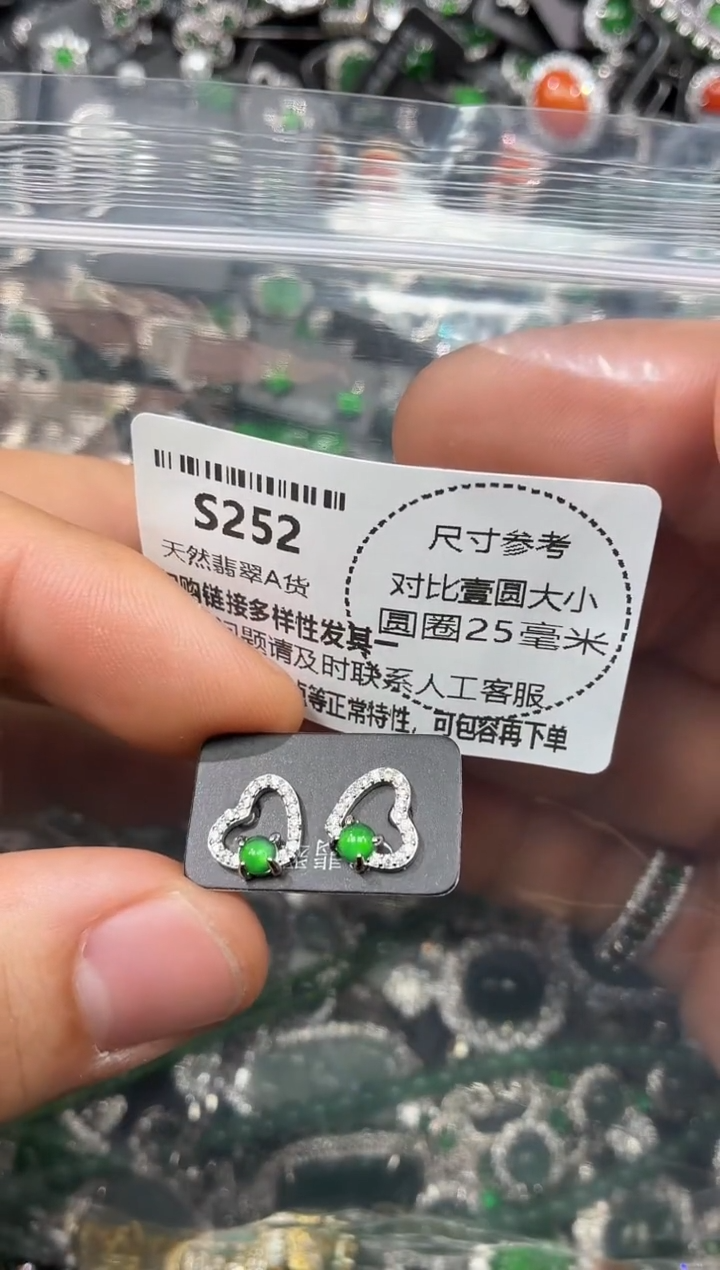 S252
天然翡翠A货
购链接多样性发其一
问题请及时联系人工客服
等正常特性，可包容再下单
尺寸参考
对比壹圆大小
圆圈25毫米
翡